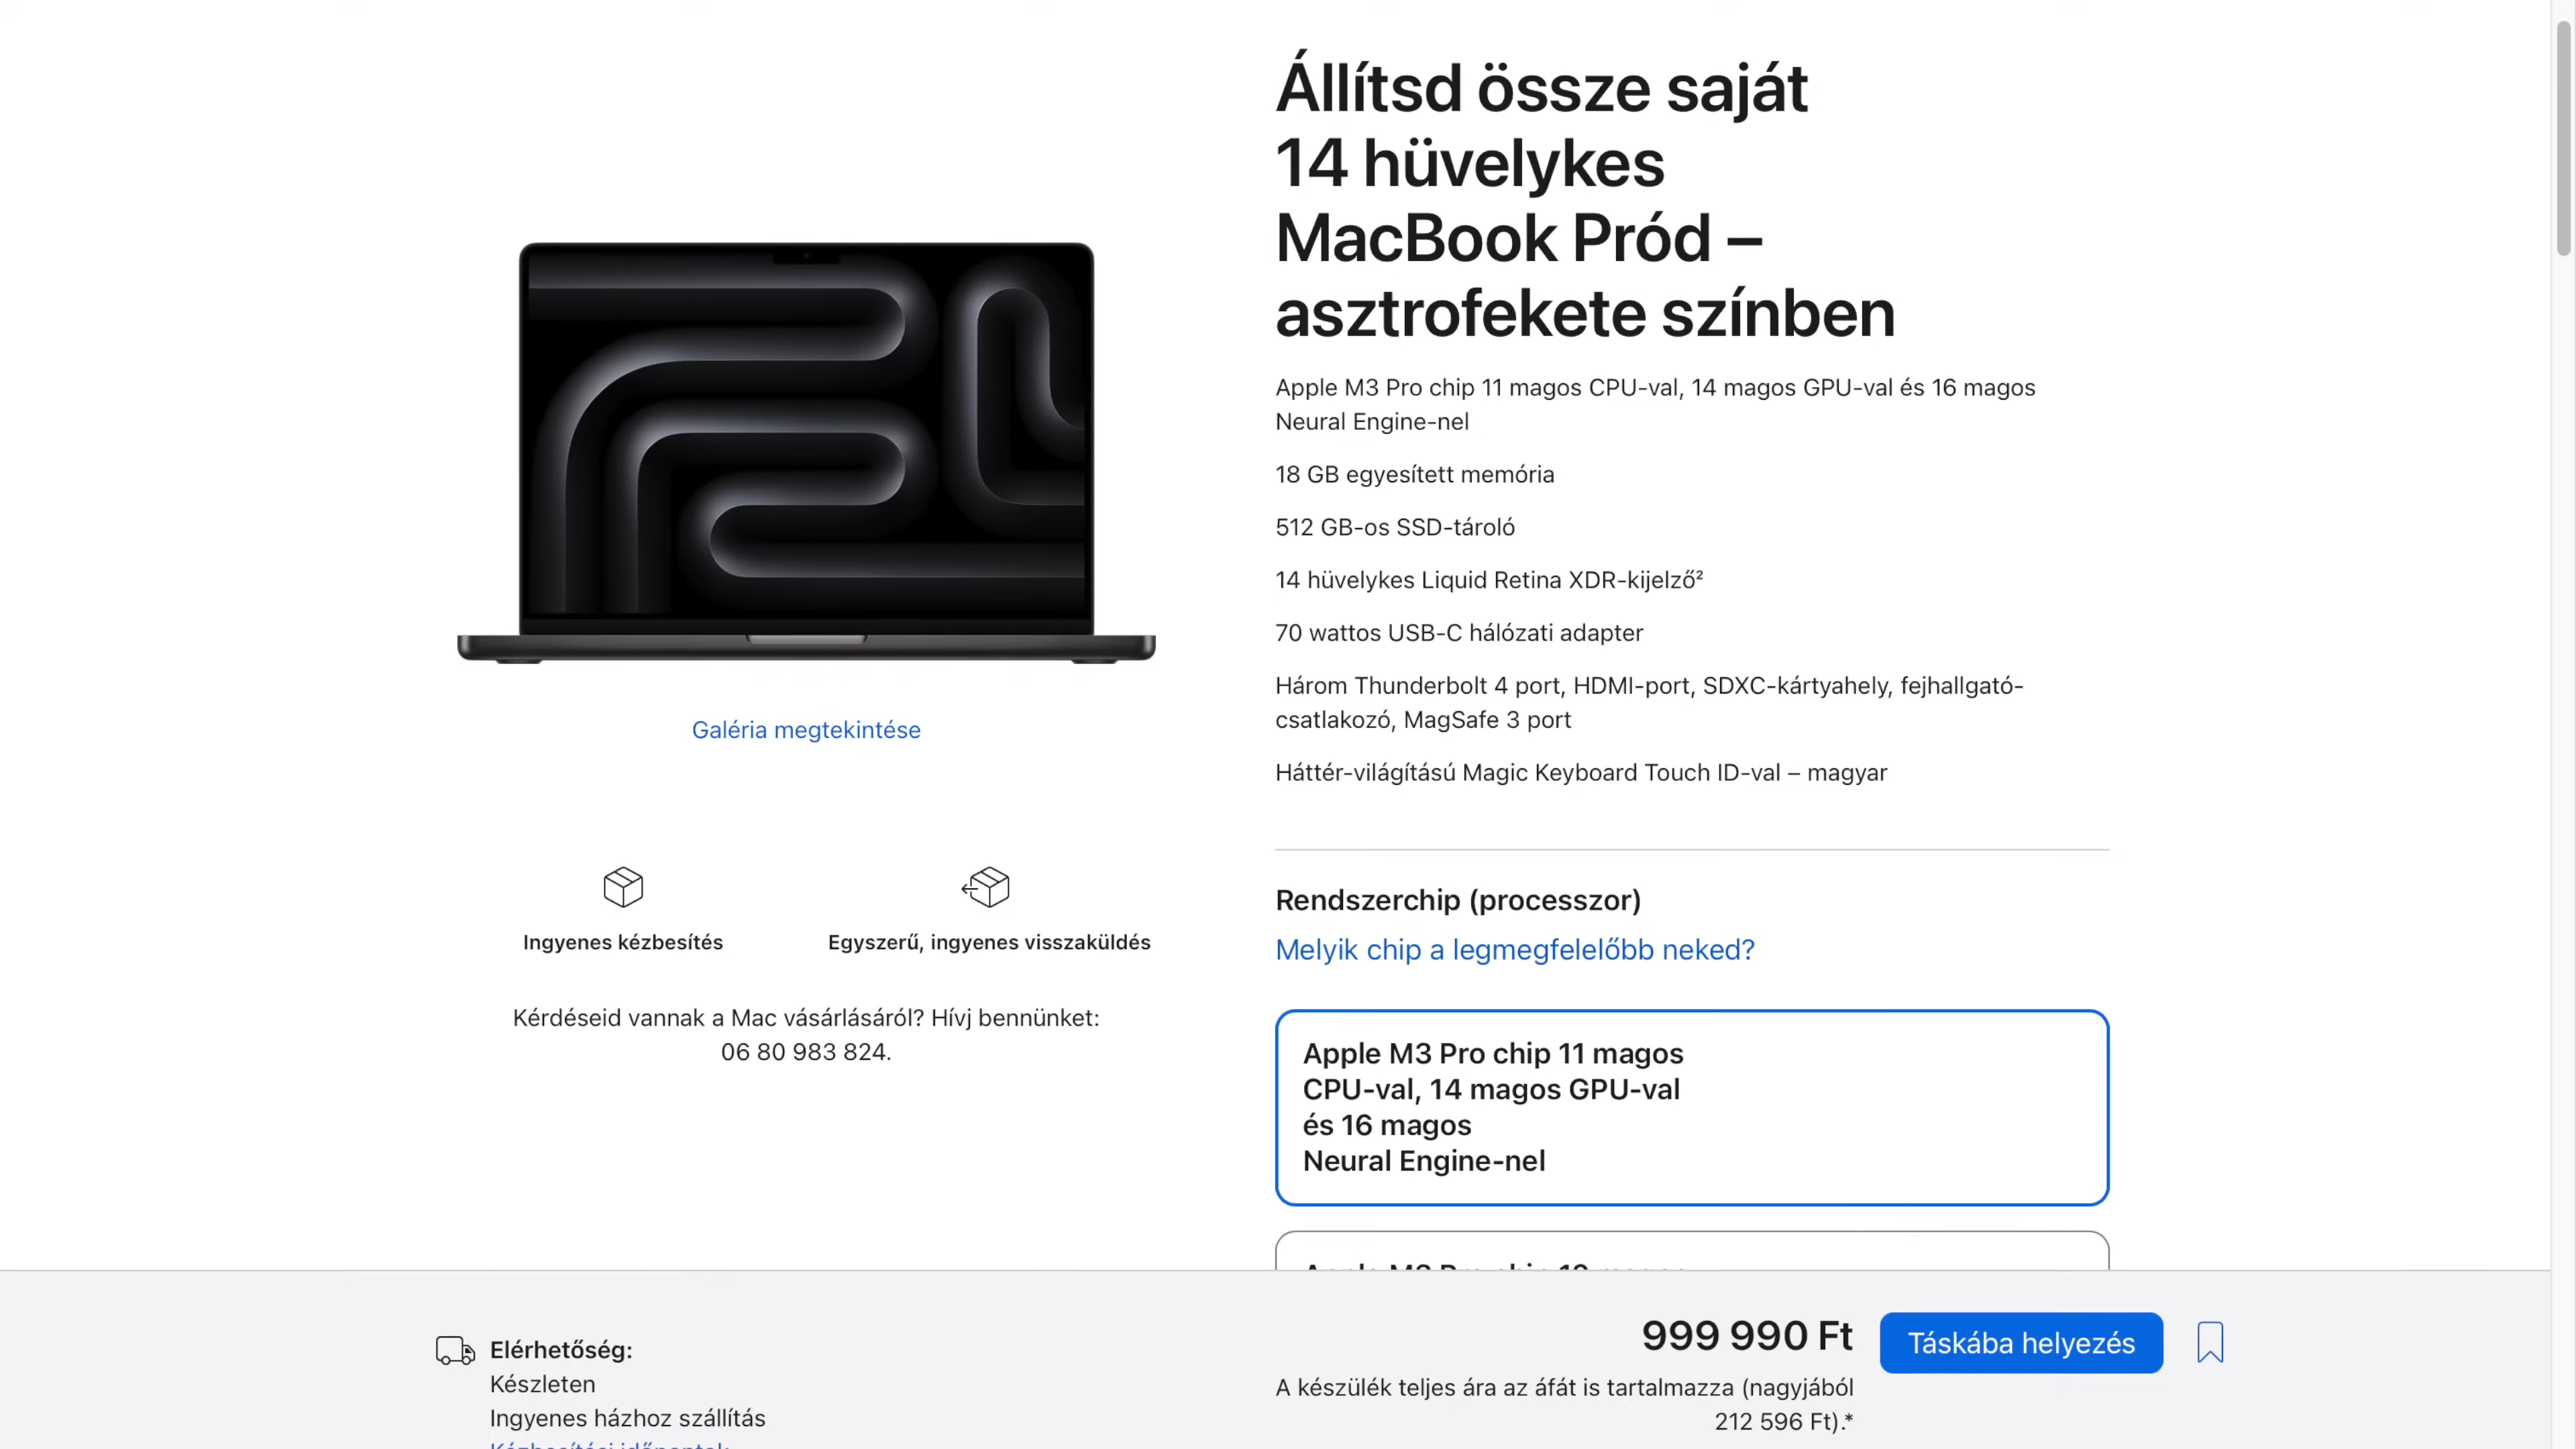 Állítsd össze saját
14 hüvelykes
MacBook Pród –
asztrofekete színben
Apple M3 Pro chip 11 magos CPU-val, 14 magos GPU-val és 16 magos
Neural Engine-nel
18 GB egyesített memória
512 GB-os SSD-tároló
14 hüvelykes Liquid Retina XDR-kijelző²
70 wattos USB-C hálózati adapter
Három Thunderbolt 4 port, HDMI-port, SDXC-kártyahely, fejhallgató-
csatlakozó, MagSafe 3 port
Háttér-világítású Magic Keyboard Touch ID-val – magyar
Galéria megtekintése
Ingyenes kézbesítés
Egyszerű, ingyenes visszaküldés
Kérdéseid vannak a Mac vásárlásáról? Hívj bennünket:
06 80 983 824.
Rendszerchip (processzor)
Melyik chip a legmegfelelőbb neked?
Apple M3 Pro chip 11 magos
CPU-val, 14 magos GPU-val
és 16 magos
Neural Engine-nel
Elérhetőség:
Készleten
Ingyenes házhoz szállítás
999 990 Ft
Táskába helyezés
A készülék teljes ára az áfát is tartalmazza (nagyjából
212 596 Ft).*